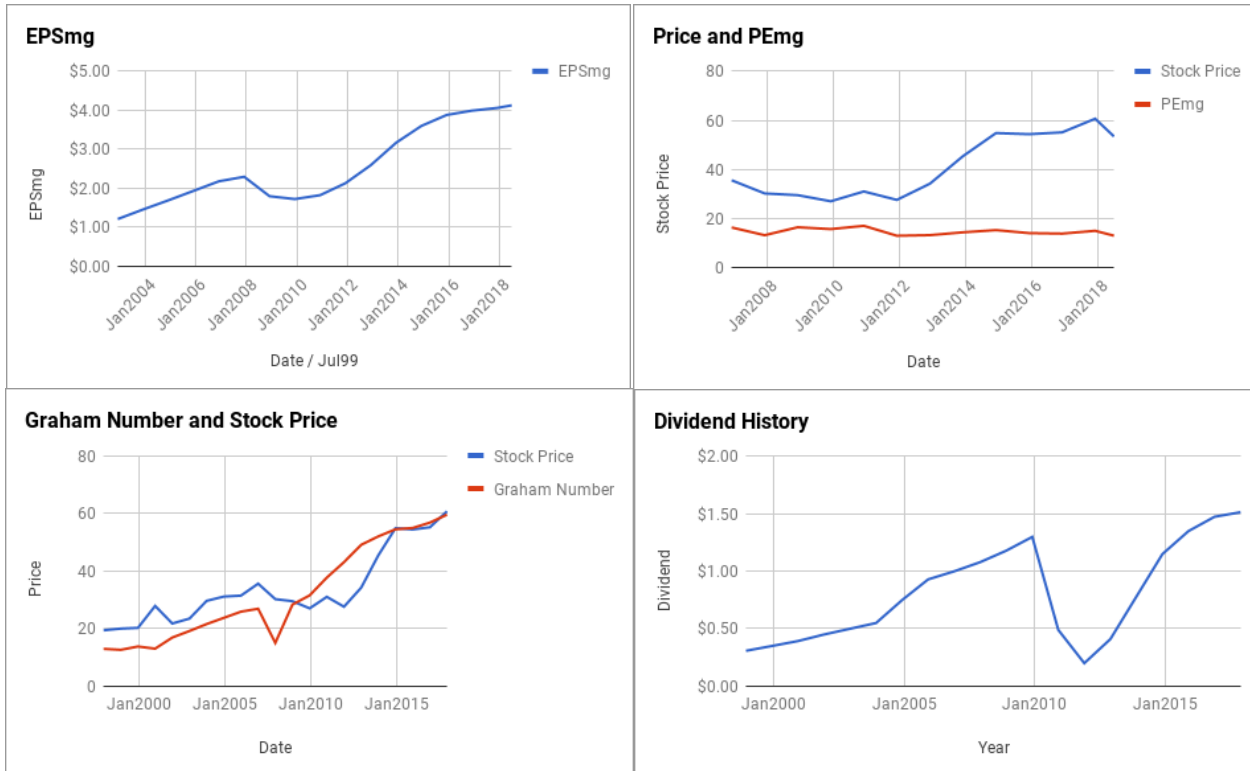 EPSmg
EPSmg
$5.00
$4.00
$3.00
$2.00
$1.00
$0.00
EPSmg
Jan2004
Jan2006
Jan2008
Jan2010
Jan2012
Jan2014
Jan2016
Jan2018
Date / Jul99
Price and PEmg
Stock Price
PEmg
80
60
40
20
0
Stock Price
Jan2008
Jan2010
Jan2012
Jan2014
Jan2016
Jan2018
Date
Graham Number and Stock Price
Stock Price
Graham Number
80
60
40
20
0
Price
Jan2000
Jan2005
Jan2010
Jan2015
Date
Dividend History
$2.00
$1.50
$1.00
$0.50
$0.00
Dividend
Jan2000
Jan2005
Jan2010
Jan2015
Year